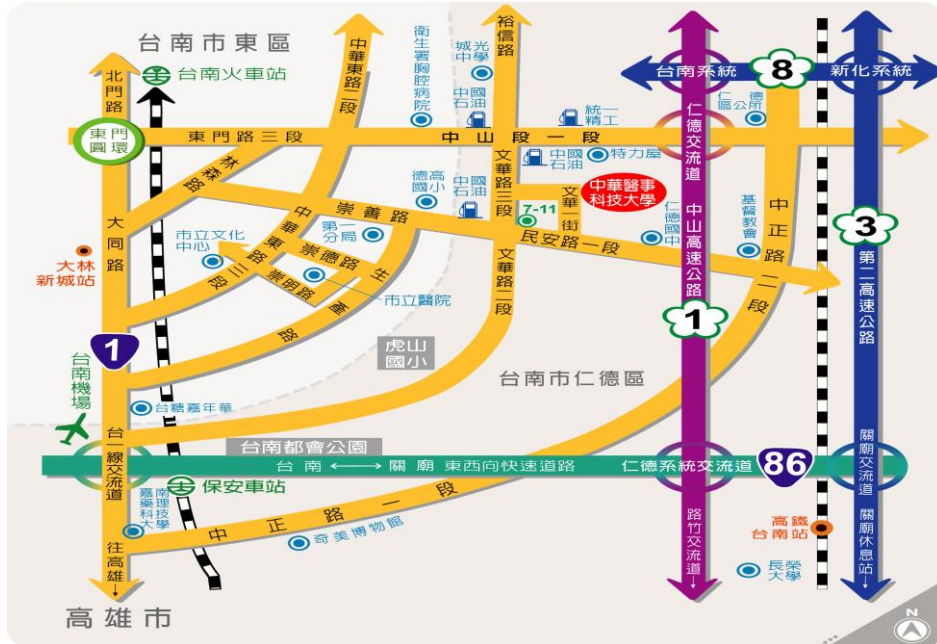 台南市東區
北門路
台南火車站
中華東路二段
衛生署胸腔病院
城光中學
裕信路
中國石油
統一精工
台南系統
8
新化系統
仁德區公所
東門圓環
東門路三段
中山段一段
仁德交流道
林森路
德高國小
中國石油
文華路三段
中國石油
特力屋
文華一街
中華醫事科技大學
7-11
大同路
市立文化中心
中華東路三段
第一分局
崇善路
崇德路
崇明路
生產路
市立醫院
民安路一段
仁德國中
基督教會
中正路二段
中山高速公路
3
第二高速公路
大林新城站
文華路二段
1
1
虎山國小
台南市仁德區
台南機場
台糖嘉年華
台南都會公園
台一線交流道
台南 ←→ 關廟 東西向快速道路
仁德系統交流道
86
關廟交流道
保安車站
嘉南藥理科技大學
中正路一段
奇美博物館
路竹交流道↓
高鐵台南站
關廟休息站↓
長榮大學
往高雄↓
高雄市
N